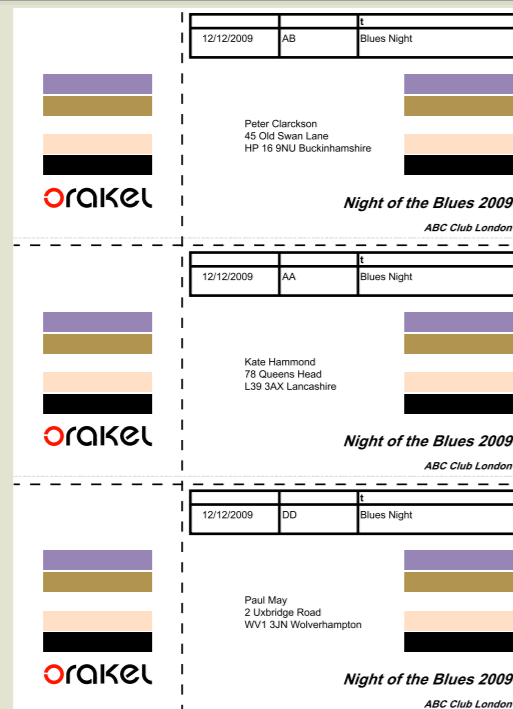 t
12/12/2009 AB Blues Night
Peter Clarckson
45 Old Swan Lane
HP 16 9NU Buckinhamshire
orakel
Night of the Blues 2009
ABC Club London
t
12/12/2009 AA Blues Night
Kate Hammond
78 Queens Head
L39 3AX Lancashire
orakel
Night of the Blues 2009
ABC Club London
t
12/12/2009 DD Blues Night
Paul May
2 Uxbridge Road
WV1 3JN Wolverhampton
orakel
Night of the Blues 2009
ABC Club London